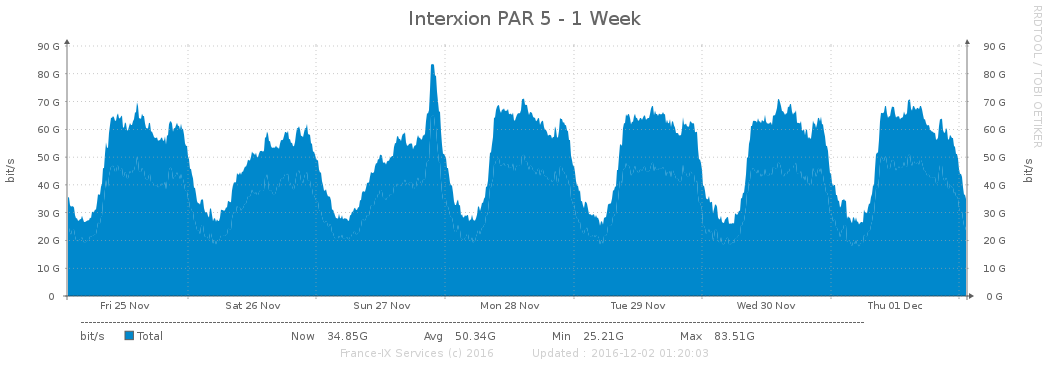 Interxion PAR 5 - 1 Week
RRDTOOL / TOBI OETIKER
90 G 90 G
80 G 80 G
70 G 70 G
60 G 60 G
50 G 50 G
40 G 40 G
30 G 30 G
20 G 20 G
10 G 10 G
0 0 G
bit/s
bit/s
Fri 25 Nov Sat 26 Nov Sun 27 Nov Mon 28 Nov Tue 29 Nov Wed 30 Nov Thu 01 Dec
bit/s Total Now 34.85G Avg 50.34G Min 25.21G Max 83.51G
France-IX Services (c) 2016 Updated : 2016-12-02 01:20:03